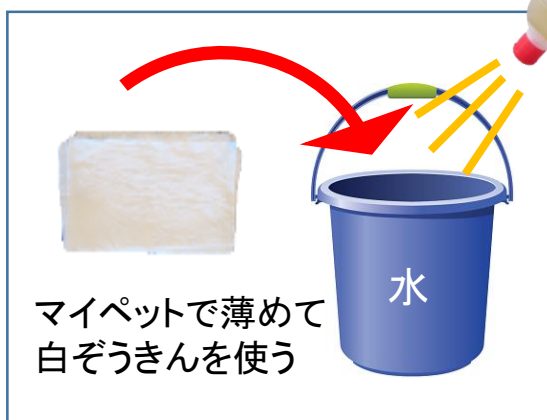 水
マイペットで薄めて
白ぞうきんを使う